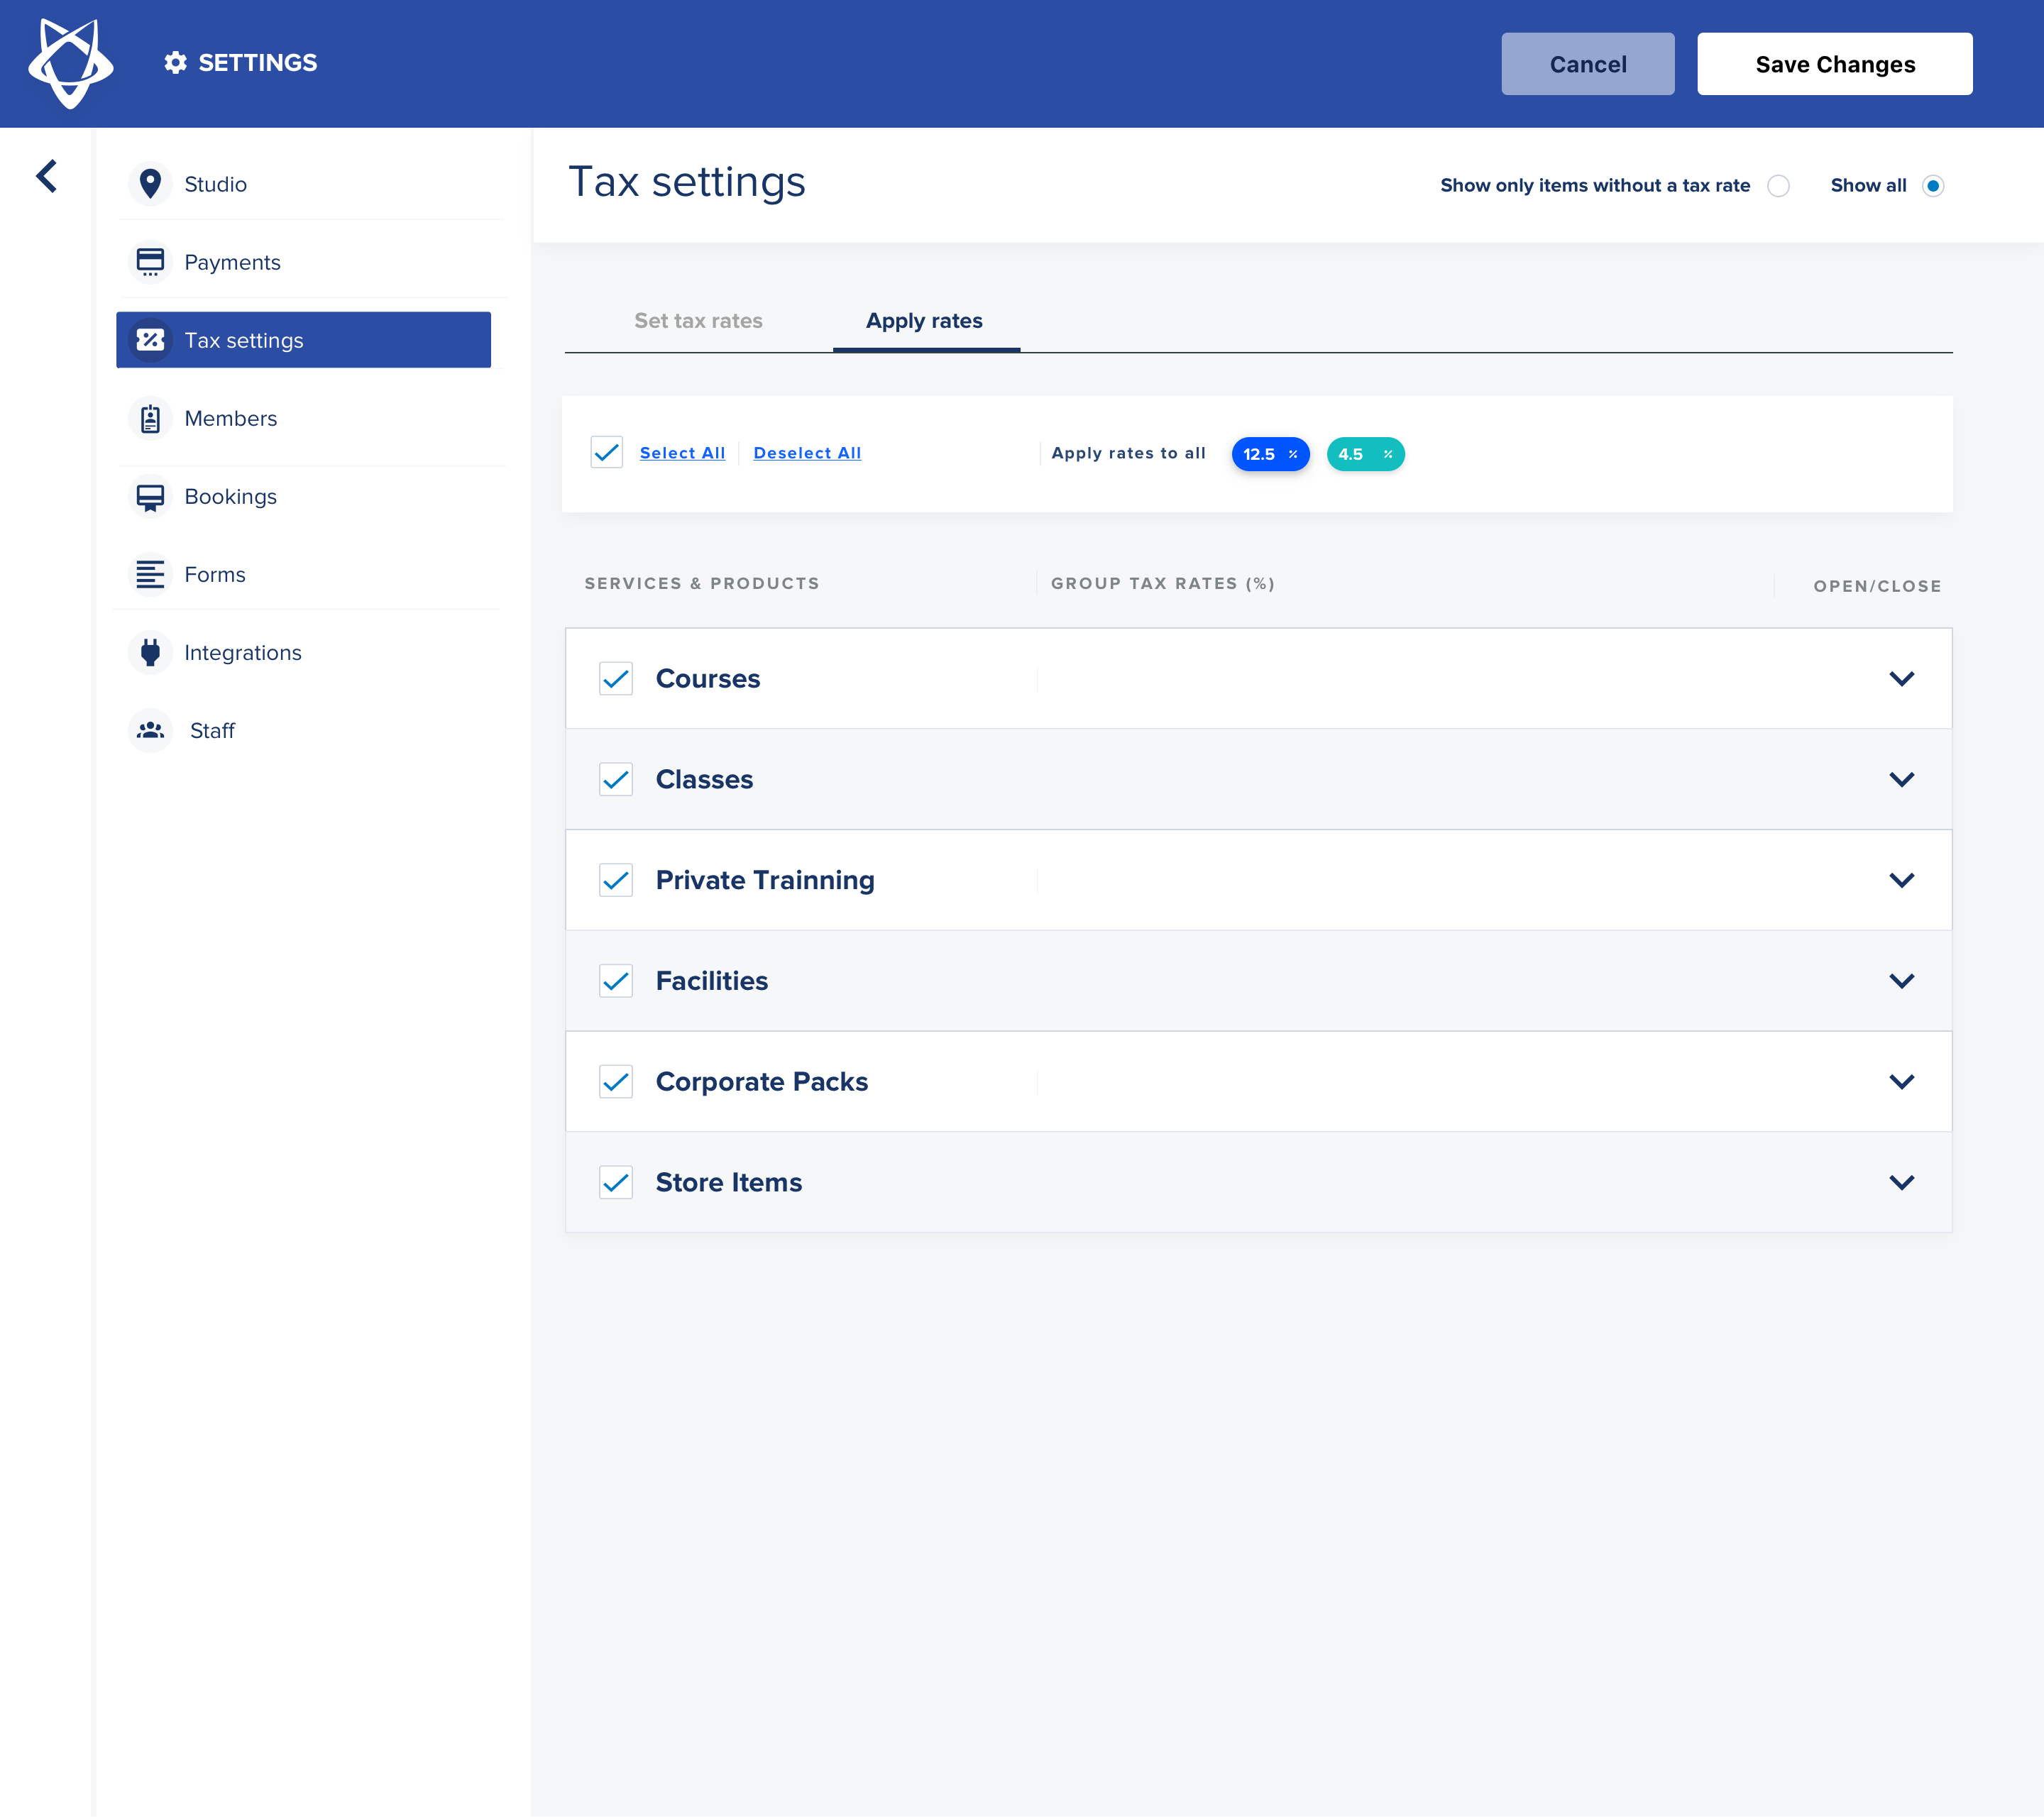 SETTINGS
Cancel
Save Changes
Studio
Payments
Tax settings
Members
Bookings
Forms
Integrations
Staff
Tax settings
Show only items without a tax rate
Show all
Set tax rates
Apply rates
Select All
Deselect All
Apply rates to all
12.5 %
4.5 %
SERVICES & PRODUCTS
GROUP TAX RATES (%)
OPEN/CLOSE
Courses
Classes
Private Trainning
Facilities
Corporate Packs
Store Items